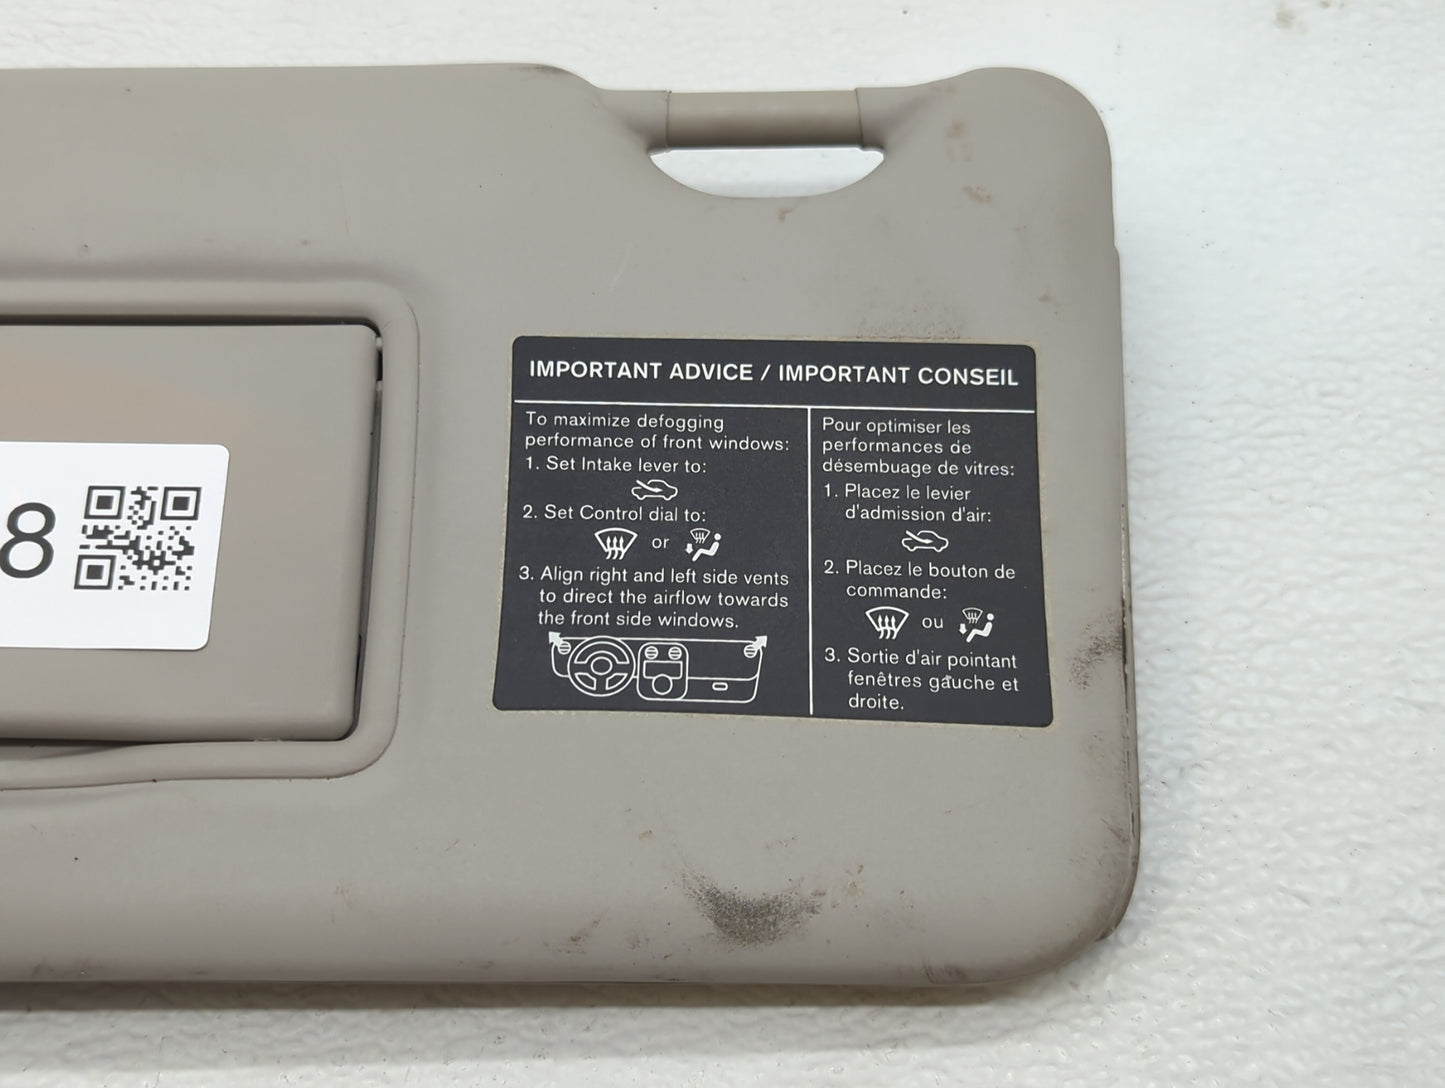 IMPORTANT ADVICE / IMPORTANT CONSEIL
To maximize defogging
performance of front windows:
1. Set Intake lever to:
2. Set Control dial to:
or
3. Align right and left side vents
to direct the airflow towards
the front side windows.
Pour optimiser les
performances de
désembuage de vitres:
1. Placez le levier
d'admission d'air:
2. Placez le bouton de
commande:
ou
3. Sortie d'air pointant
fenêtres gauche et
droite.
8